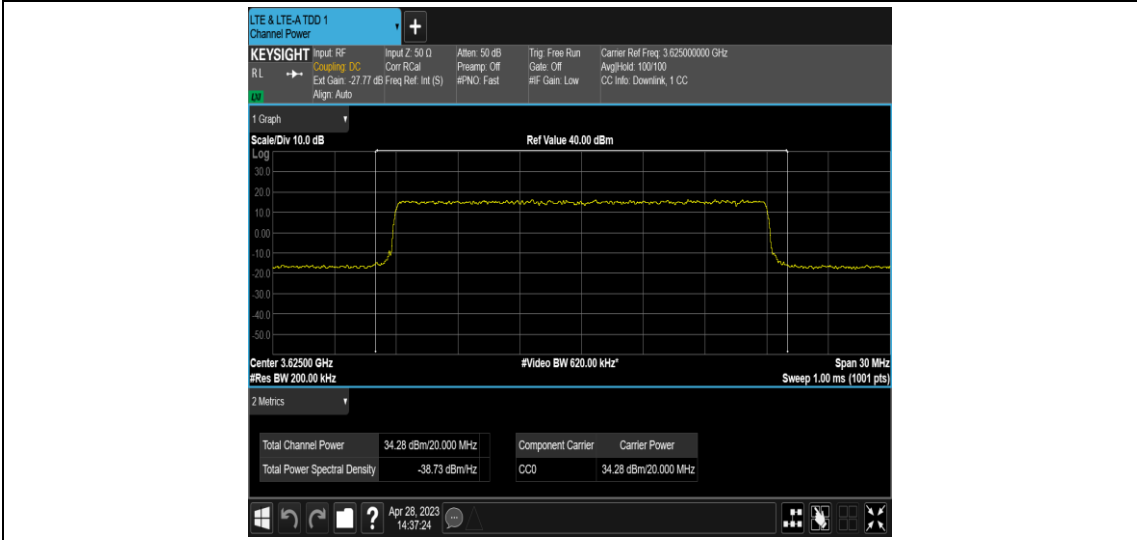 LTE & LTE-A TDD 1
Channel Power
+
KEYSIGHT Input: RF Input Z: 50 Ω Atten: 50 dB Trig: Free Run Carrier Ref Freq: 3.625000000 GHz
Coupling: DC Corr RCal Preamp: Off Gate: Off Avg|Hold: 100/100
RL Ext Gain: -27.77 dB Freq Ref: Int (S) #PNO: Fast #IF Gain: Low CC Info: Downlink, 1 CC
Align: Auto
1 Graph
Scale/Div 10.0 dB Ref Value 40.00 dBm
Log
30.0
20.0
10.0
0.00
-10.0
-20.0
-30.0
-40.0
-50.0
Center 3.62500 GHz #Video BW 620.00 kHz* Span 30 MHz
#Res BW 200.00 kHz Sweep 1.00 ms (1001 pts)
2 Metrics
Total Channel Power 34.28 dBm/20.000 MHz Component Carrier Carrier Power
Total Power Spectral Density -38.73 dBm/Hz CC0 34.28 dBm/20.000 MHz
? Apr 28, 2023
14:37:24